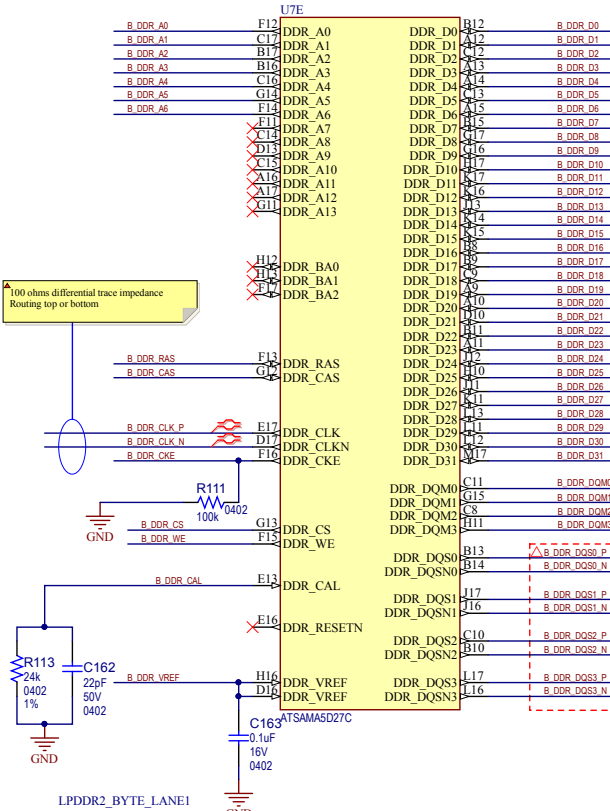 U7E
B_DDR_A0 F12 DDR_A0 DDR_D0 B12 B_DDR_D0
B_DDR_A1 C17 DDR_A1 DDR_D1 A12 B_DDR_D1
B_DDR_A2 B17 DDR_A2 DDR_D2 C12 B_DDR_D2
B_DDR_A3 B16 DDR_A3 DDR_D3 A13 B_DDR_D3
B_DDR_A4 C16 DDR_A4 DDR_D4 A14 B_DDR_D4
B_DDR_A5 G14 DDR_A5 DDR_D5 C13 B_DDR_D5
B_DDR_A6 F14 DDR_A6 DDR_D6 A15 B_DDR_D6
F11 DDR_A7 DDR_D7 B15 B_DDR_D7
C14 DDR_A8 DDR_D8 G17 B_DDR_D8
D13 DDR_A9 DDR_D9 G16 B_DDR_D9
C15 DDR_A10 DDR_D10 H17 B_DDR_D10
A16 DDR_A11 DDR_D11 K17 B_DDR_D11
A17 DDR_A12 DDR_D12 K16 B_DDR_D12
G11 DDR_A13 DDR_D13 J13 B_DDR_D13
DDR_D14 K14 B_DDR_D14
DDR_D15 K15 B_DDR_D15
DDR_D16 B8 B_DDR_D16
H12 DDR_BA0 DDR_D17 B9 B_DDR_D17
H13 DDR_BA1 DDR_D18 C9 B_DDR_D18
F17 DDR_BA2 DDR_D19 A9 B_DDR_D19
DDR_D20 A10 B_DDR_D20
DDR_D21 D10 B_DDR_D21
DDR_D22 B11 B_DDR_D22
DDR_D23 A11 B_DDR_D23
100 ohms differential trace impedance
Routing top or bottom
B_DDR_RAS F13 DDR_RAS DDR_D24 J12 B_DDR_D24
B_DDR_CAS G12 DDR_CAS DDR_D25 H10 B_DDR_D25
DDR_D26 J11 B_DDR_D26
DDR_D27 K11 B_DDR_D27
DDR_D28 L13 B_DDR_D28
B_DDR_CLK_P E17 DDR_CLK DDR_D29 L11 B_DDR_D29
B_DDR_CLK_N D17 DDR_CLKN DDR_D30 L12 B_DDR_D30
B_DDR_CKE F16 DDR_CKE DDR_D31 M17 B_DDR_D31
R111
100k 0402
GND
DDR_DQM0 C11 B_DDR_DQM0
DDR_DQM1 G15 B_DDR_DQM1
DDR_DQM2 C8 B_DDR_DQM2
B_DDR_CS G13 DDR_CS DDR_DQM3 H11 B_DDR_DQM3
B_DDR_WE F15 DDR_WE
DDR_DQS0 B13 B_DDR_DQS0_P
DDR_DQSN0 B14 B_DDR_DQS0_N
B_DDR_CAL E13 DDR_CAL
DDR_DQS1 J17 B_DDR_DQS1_P
DDR_DQSN1 J16 B_DDR_DQS1_N
E16 DDR_RESETN
DDR_DQS2 C10 B_DDR_DQS2_P
DDR_DQSN2 B10 B_DDR_DQS2_N
R113
24k
0402
1%
C162
22pF
50V
0402
GND
B_DDR_VREF H16 DDR_VREF DDR_DQS3 L17 B_DDR_DQS3_P
D16 DDR_VREF DDR_DQSN3 L16 B_DDR_DQS3_N
ATSAMA5D27C
C163
0.1uF
16V
0402
GND
LPDDR2_BYTE_LANE1